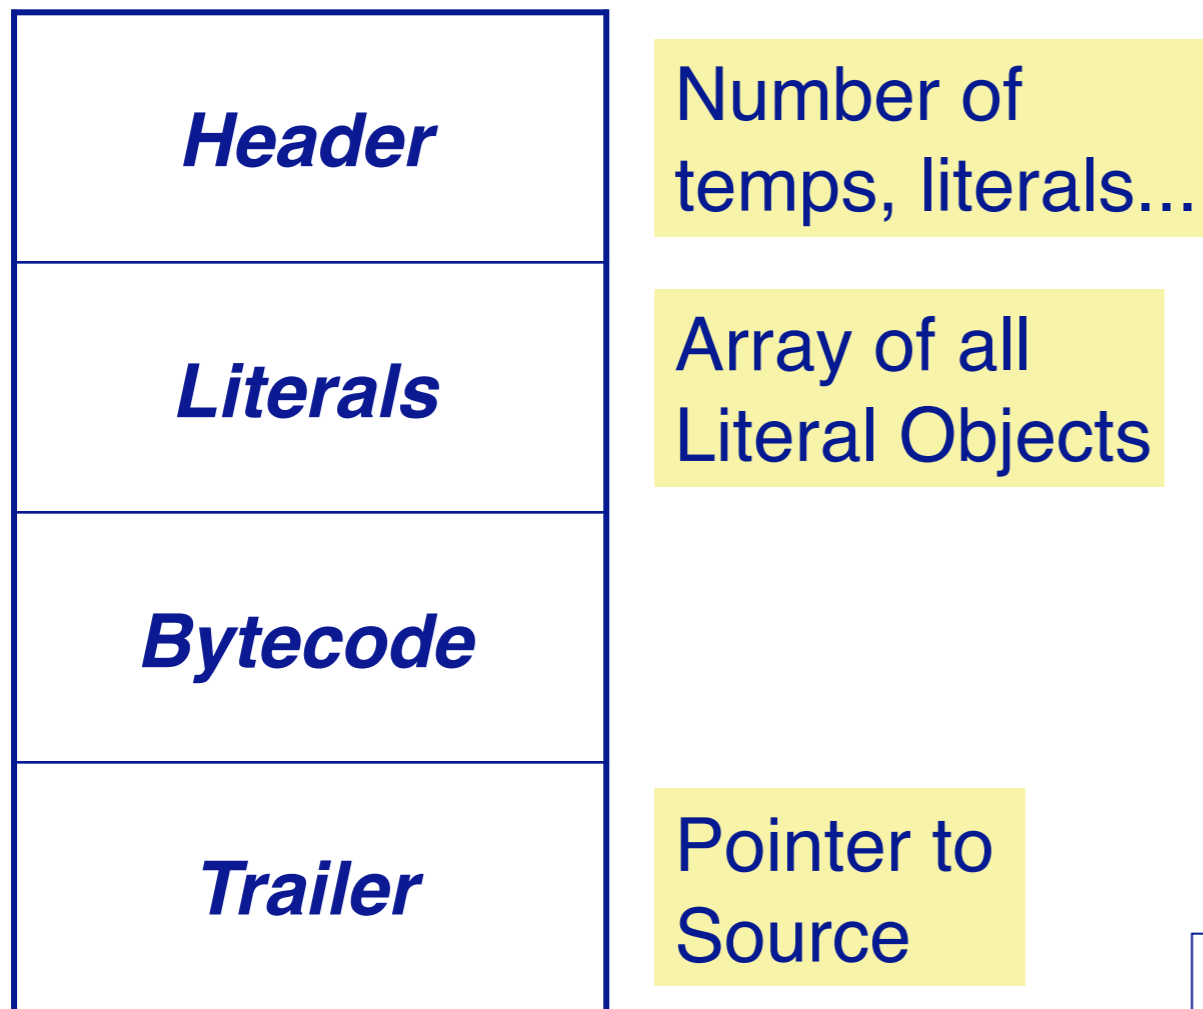 Header
Number of
temps, literals...
Literals
Array of all
Literal Objects
Bytecode
Trailer
Pointer to
Source